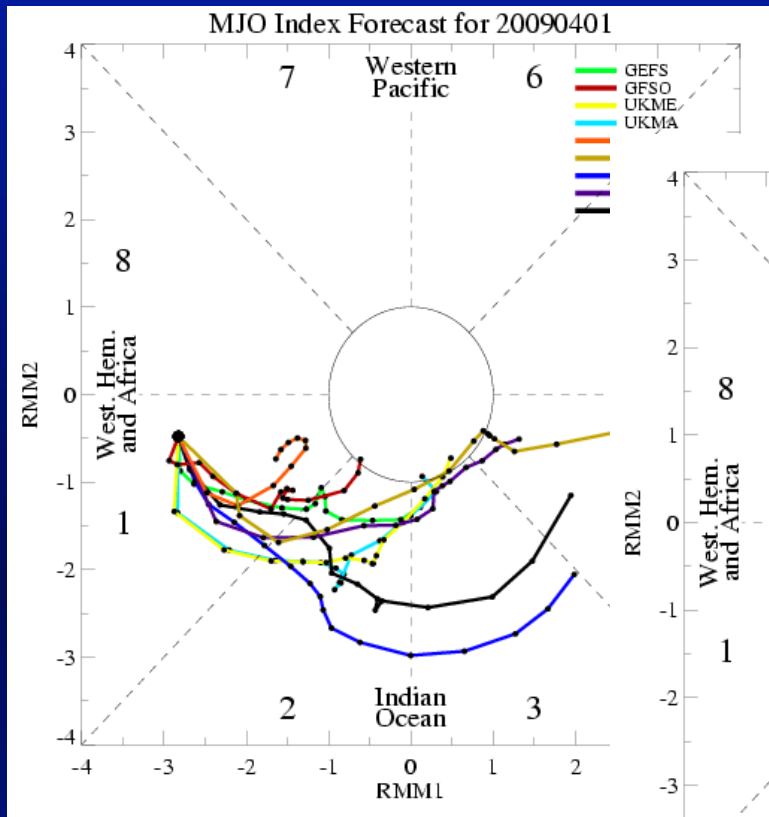 MJO Index Forecast for 20090401
4
3
2
1
0
-1
-2
-3
-4
RMM2
-4
-3
-2
-1
0
1
2
RMM1
7
Western
Pacific
6
GEFS
GFSO
UKME
UKMA
8
West. Hem.
and Africa
1
2
Indian
Ocean
3
4
3
2
1
0
-1
-2
-3
RMM2
8
West. Hem.
and Africa
1